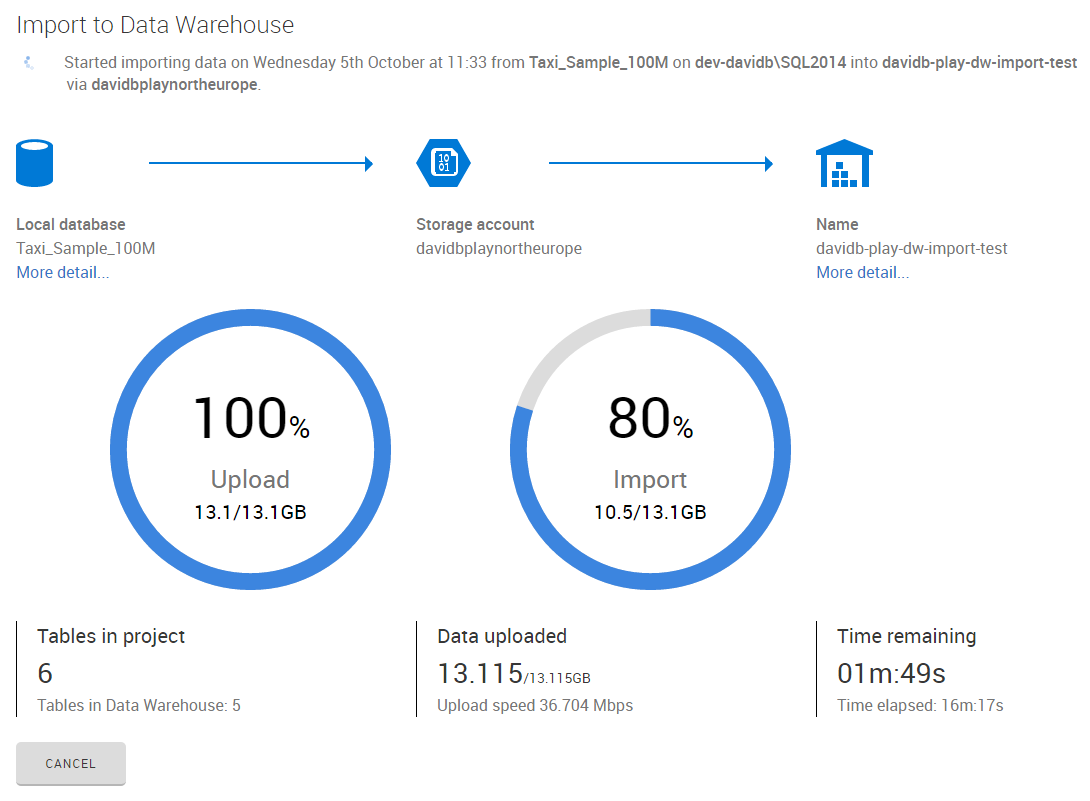 Import to Data Warehouse
Started importing data on Wednesday 5th October at 11:33 from Taxi_Sample_100M on dev-davidb\SQL2014 into davidb-play-dw-import-test
via davidbplaynortheurope.
10
01
Local database
Taxi_Sample_100M
More detail...
Storage account
davidbplaynortheurope
Name
davidb-play-dw-import-test
More detail...
100%
Upload
13.1/13.1GB
80%
Import
10.5/13.1GB
Tables in project
6
Tables in Data Warehouse: 5
Data uploaded
13.115/13.115GB
Upload speed 36.704 Mbps
Time remaining
01m:49s
Time elapsed: 16m:17s
CANCEL